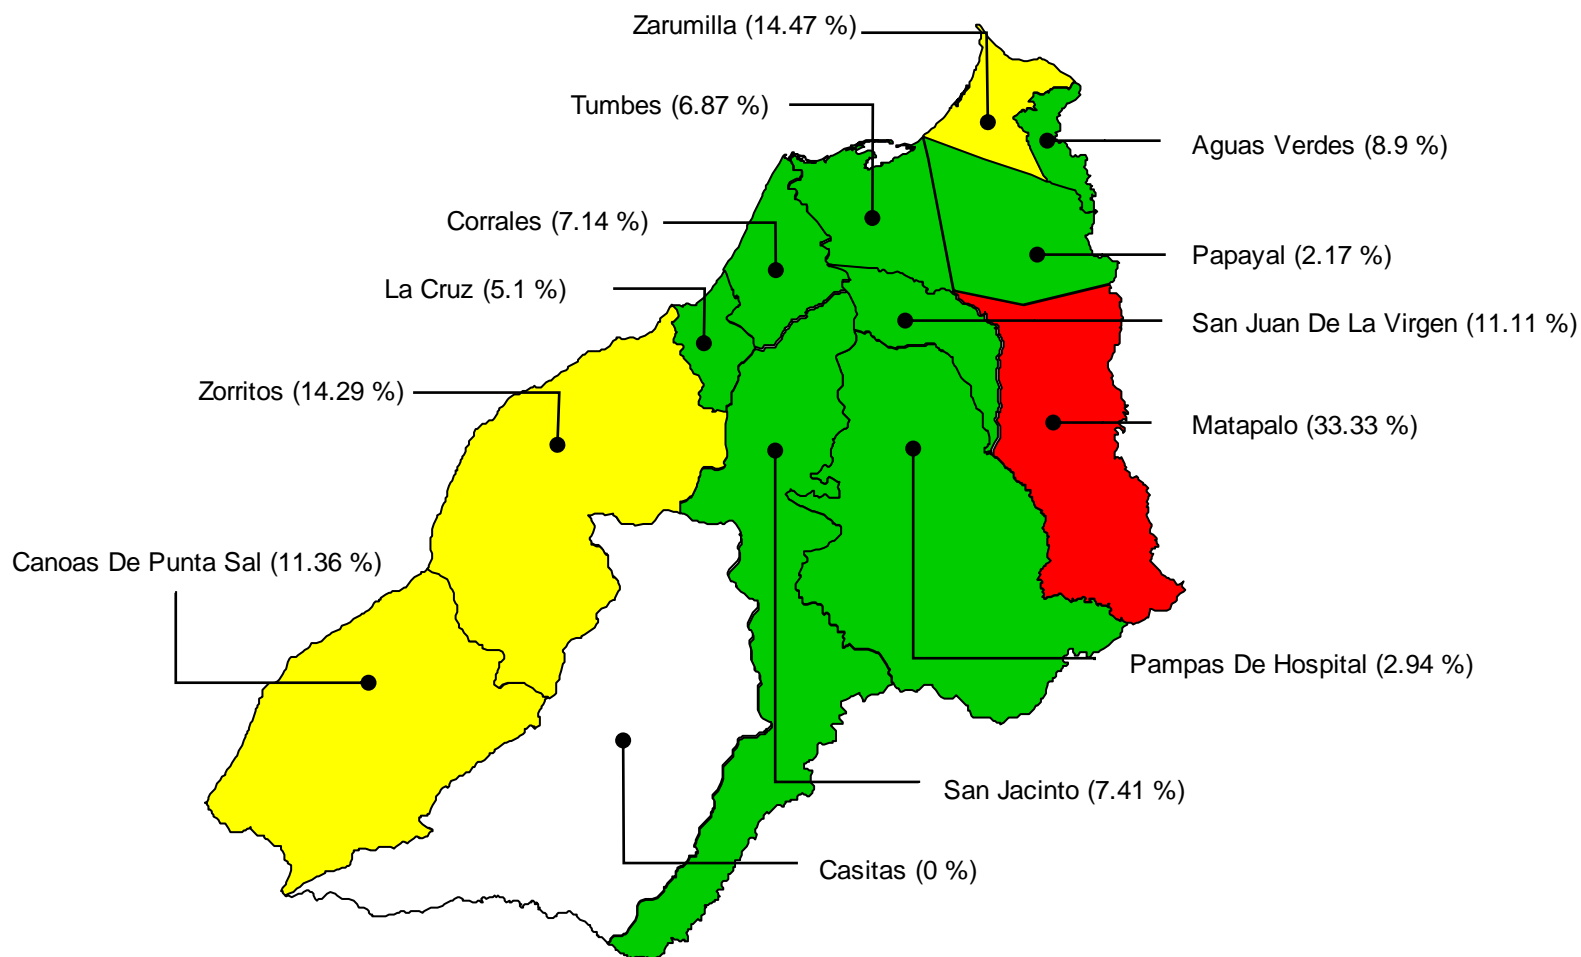 Zarumilla (14.47 %)
Tumbes (6.87 %)
Aguas Verdes (8.9 %)
Corrales (7.14 %)
Papayal (2.17 %)
La Cruz (5.1 %)
San Juan De La Virgen (11.11 %)
Zorritos (14.29 %)
Matapalo (33.33 %)
Canoas De Punta Sal (11.36 %)
Pampas De Hospital (2.94 %)
San Jacinto (7.41 %)
Casitas (0 %)